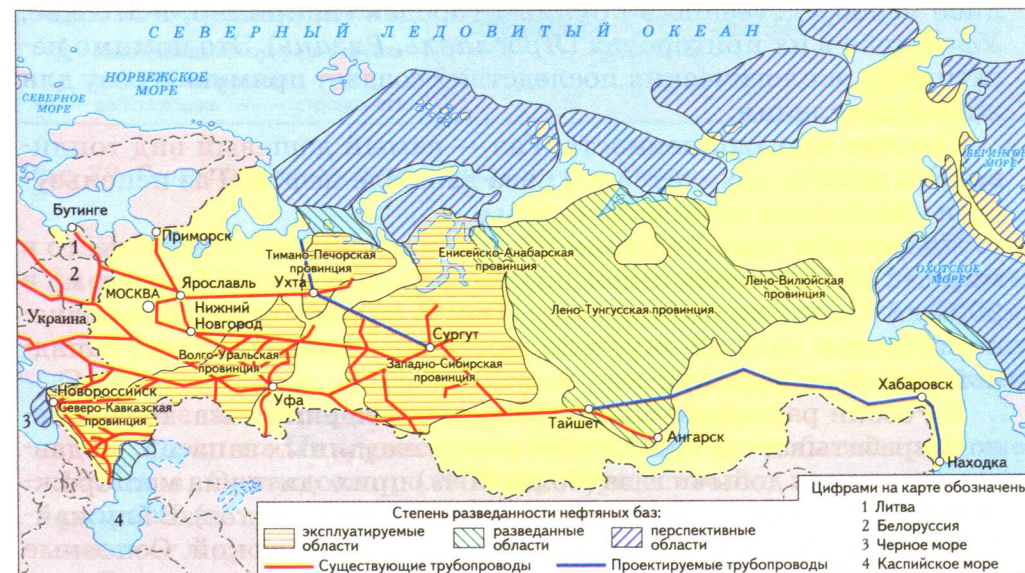 СЕВЕРНЫЙ ЛЕДОВИТЫЙ ОКЕАН
НОРВЕЖСКОЕ
МОРЕ
СЕВЕРНОЕ
МОРЕ
БЕРИНГОВО
МОРЕ
Бутинге
Приморск
1
2
Тимано-Печорская
провинция
Енисейско-Анабарская
провинция
ОХОТСКОЕ
МОРЕ
Ярославль
Ухта
Лено-Вилюйская
провинция
МОСКВА
Нижний
Новгород
Лено-Тунгусская провинция
Украина
Сургут
Волго-Уральская
провинция
Западно-Сибирская
провинция
Новороссийск
Уфа
Хабаровск
3
Северо-Кавказская
провинция
Тайшет
Ангарск
Находка
4
Степень разведанности нефтяных баз:
эксплуатируемые
области
разведанные
области
перспективные
области
Существующие трубопроводы
Проектируемые трубопроводы
Цифрами на карте обозначены
1 Литва
2 Белоруссия
3 Черное море
4 Каспийское море